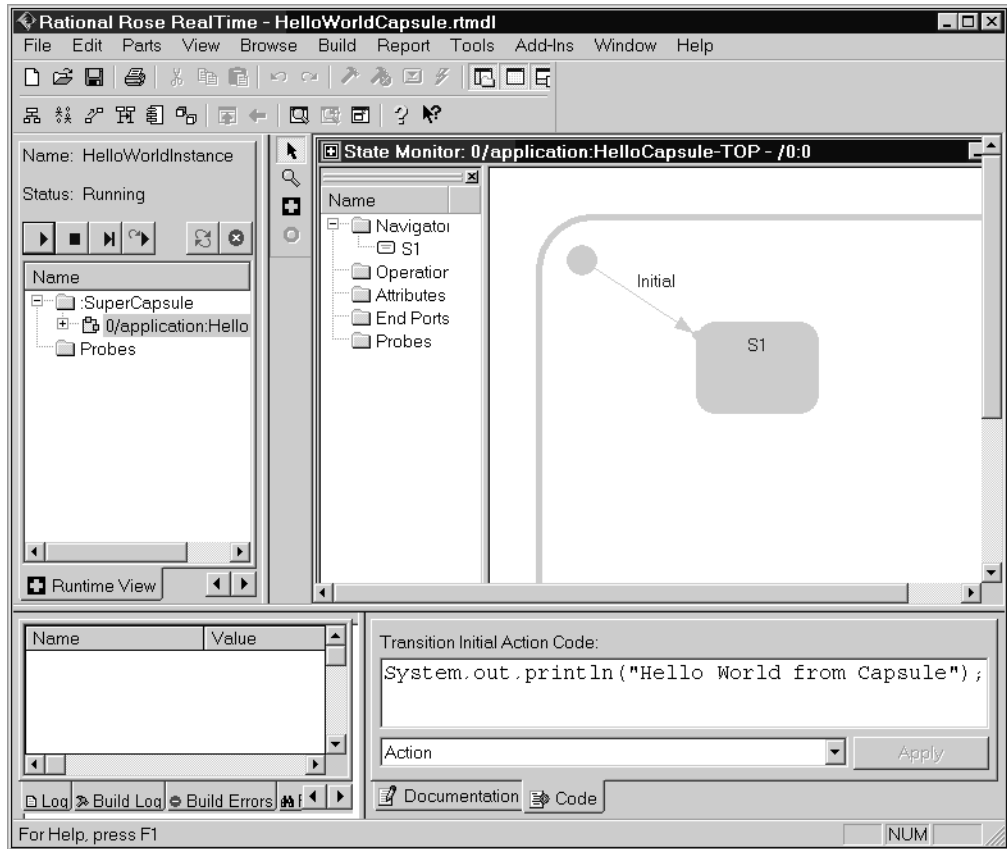 Rational Rose RealTime - HelloWorldCapsule.rtmdl
File Edit Parts View Browse Build Report Tools Add-Ins Window Help
Name: HelloWorldInstance
Status: Running
Name
:SuperCapsule
0/application:Hello
Probes
Runtime View
State Monitor: 0/application:HelloCapsule-TOP - /0:0
Name
Navigator
S1
Operation
Attributes
End Ports
Probes
Initial
S1
Name Value
Log Build Log Build Errors
Transition Initial Action Code:
System.out.println("Hello World from Capsule");
Action Apply
Documentation Code
For Help, press F1 NUM